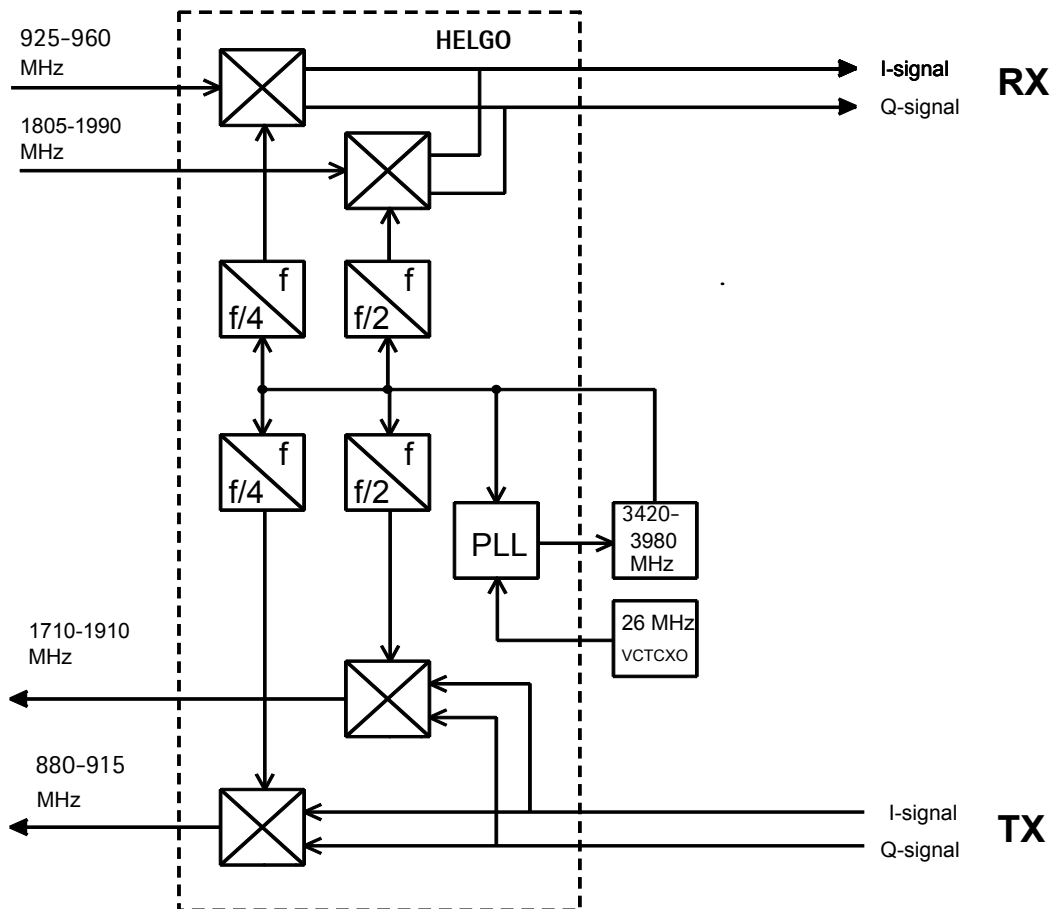 925-960
MHz
HELGO
I-signal
RX
Q-signal
1805-1990
MHz
f
f/4
f
f/2
f
f/4
f
f/2
PLL
3420-
3980
MHz
26 MHz
VCTCXO
1710-1910
MHz
880-915
MHz
I-signal
TX
Q-signal